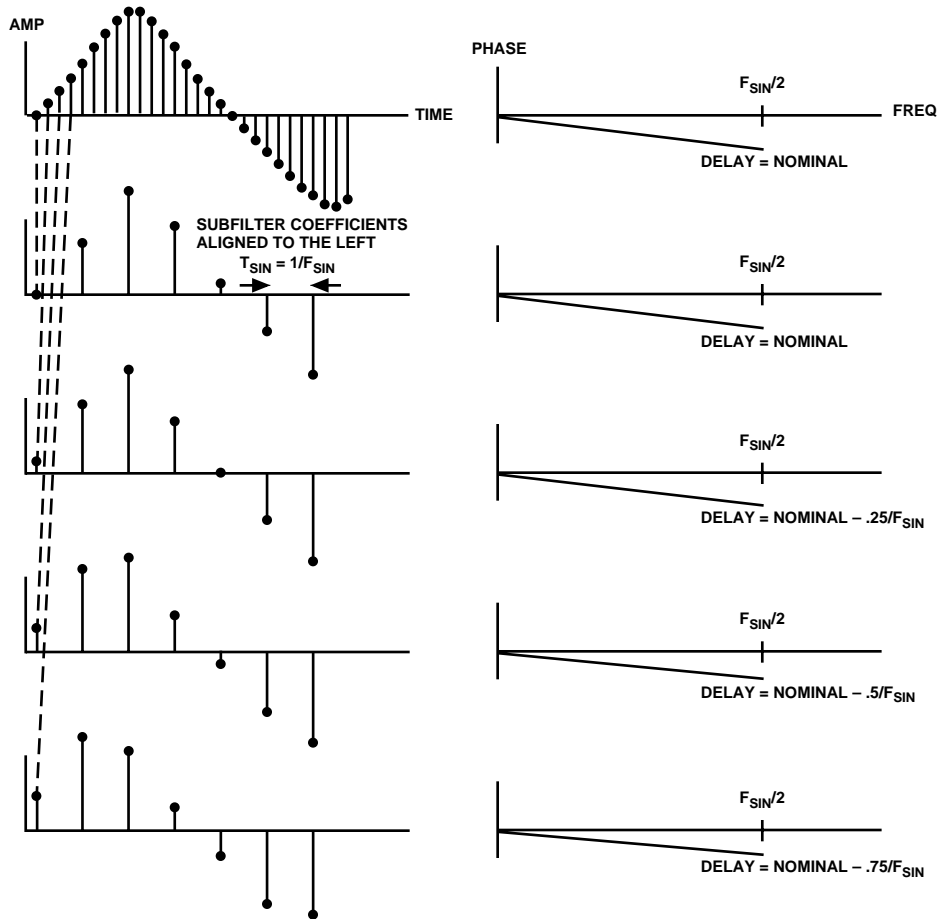 AMP
TIME
PHASE
F_SIN/2
FREQ
DELAY = NOMINAL
SUBFILTER COEFFICIENTS
ALIGNED TO THE LEFT
T_SIN = 1/F_SIN
F_SIN/2
DELAY = NOMINAL
F_SIN/2
DELAY = NOMINAL – .25/F_SIN
F_SIN/2
DELAY = NOMINAL – .5/F_SIN
F_SIN/2
DELAY = NOMINAL – .75/F_SIN